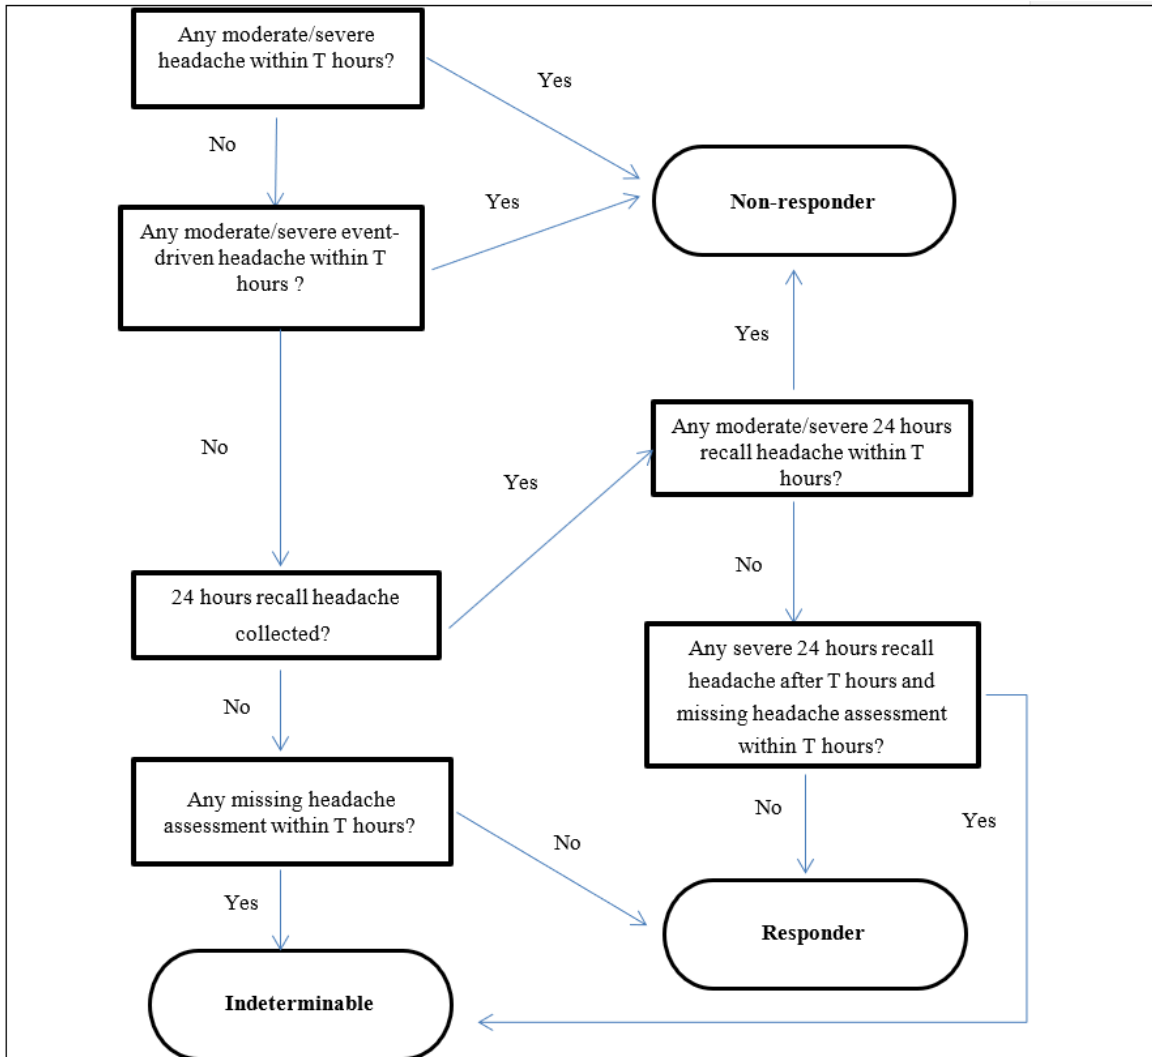 Any moderate/severe
headache within T hours?
Yes
No
Non-responder
Yes
Any moderate/severe event-
driven headache within T
hours ?
Yes
Any moderate/severe 24 hours
recall headache within T
hours?
No
Yes
No
24 hours recall headache
collected?
Any severe 24 hours recall
headache after T hours and
missing headache assessment
within T hours?
No
Any missing headache
assessment within T hours?
No
Yes
No
Yes
Responder
Indeterminable